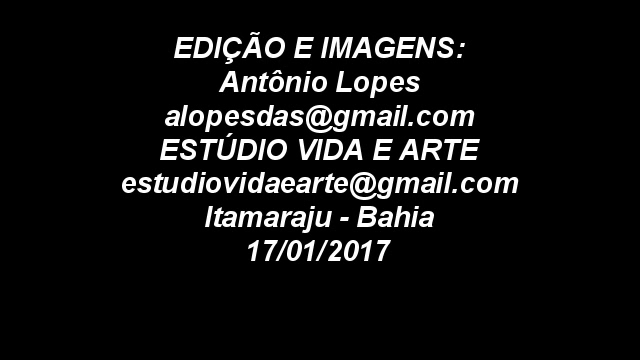 EDIÇÃO E IMAGENS:
Antônio Lopes
alopesdas@gmail.com
ESTÚDIO VIDA E ARTE
estudiovidaearte@gmail.com
Itamaraju - Bahia
17/01/2017